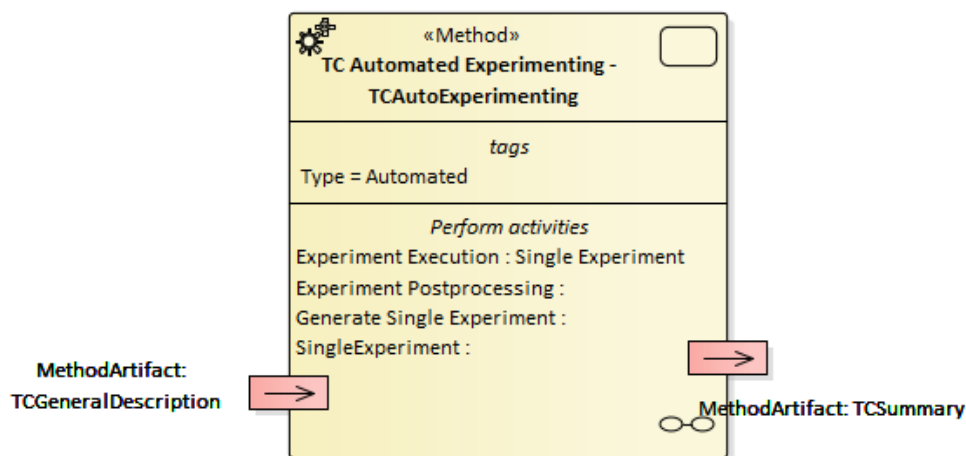 «Method»
TC Automated Experimenting -
TCAutoExperimenting
tags
Type = Automated
Perform activities
Experiment Execution : Single Experiment
Experiment Postprocessing :
Generate Single Experiment :
SingleExperiment :
MethodArtifact:
TCGeneralDescription
MethodArtifact: TCSummary